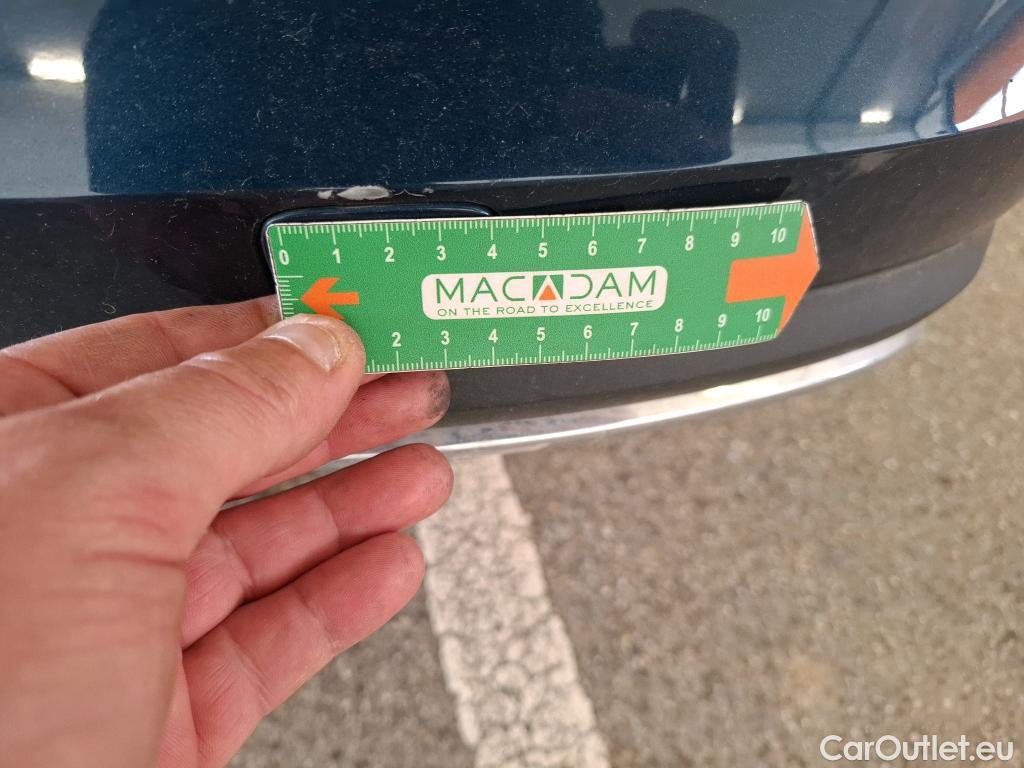 0 1 2 3 4 5 6 7 8 9 10
MACADAM
ON THE ROAD TO EXCELLENCE
2 3 4 5 6 7 8 9 10
CarOutlet.eu